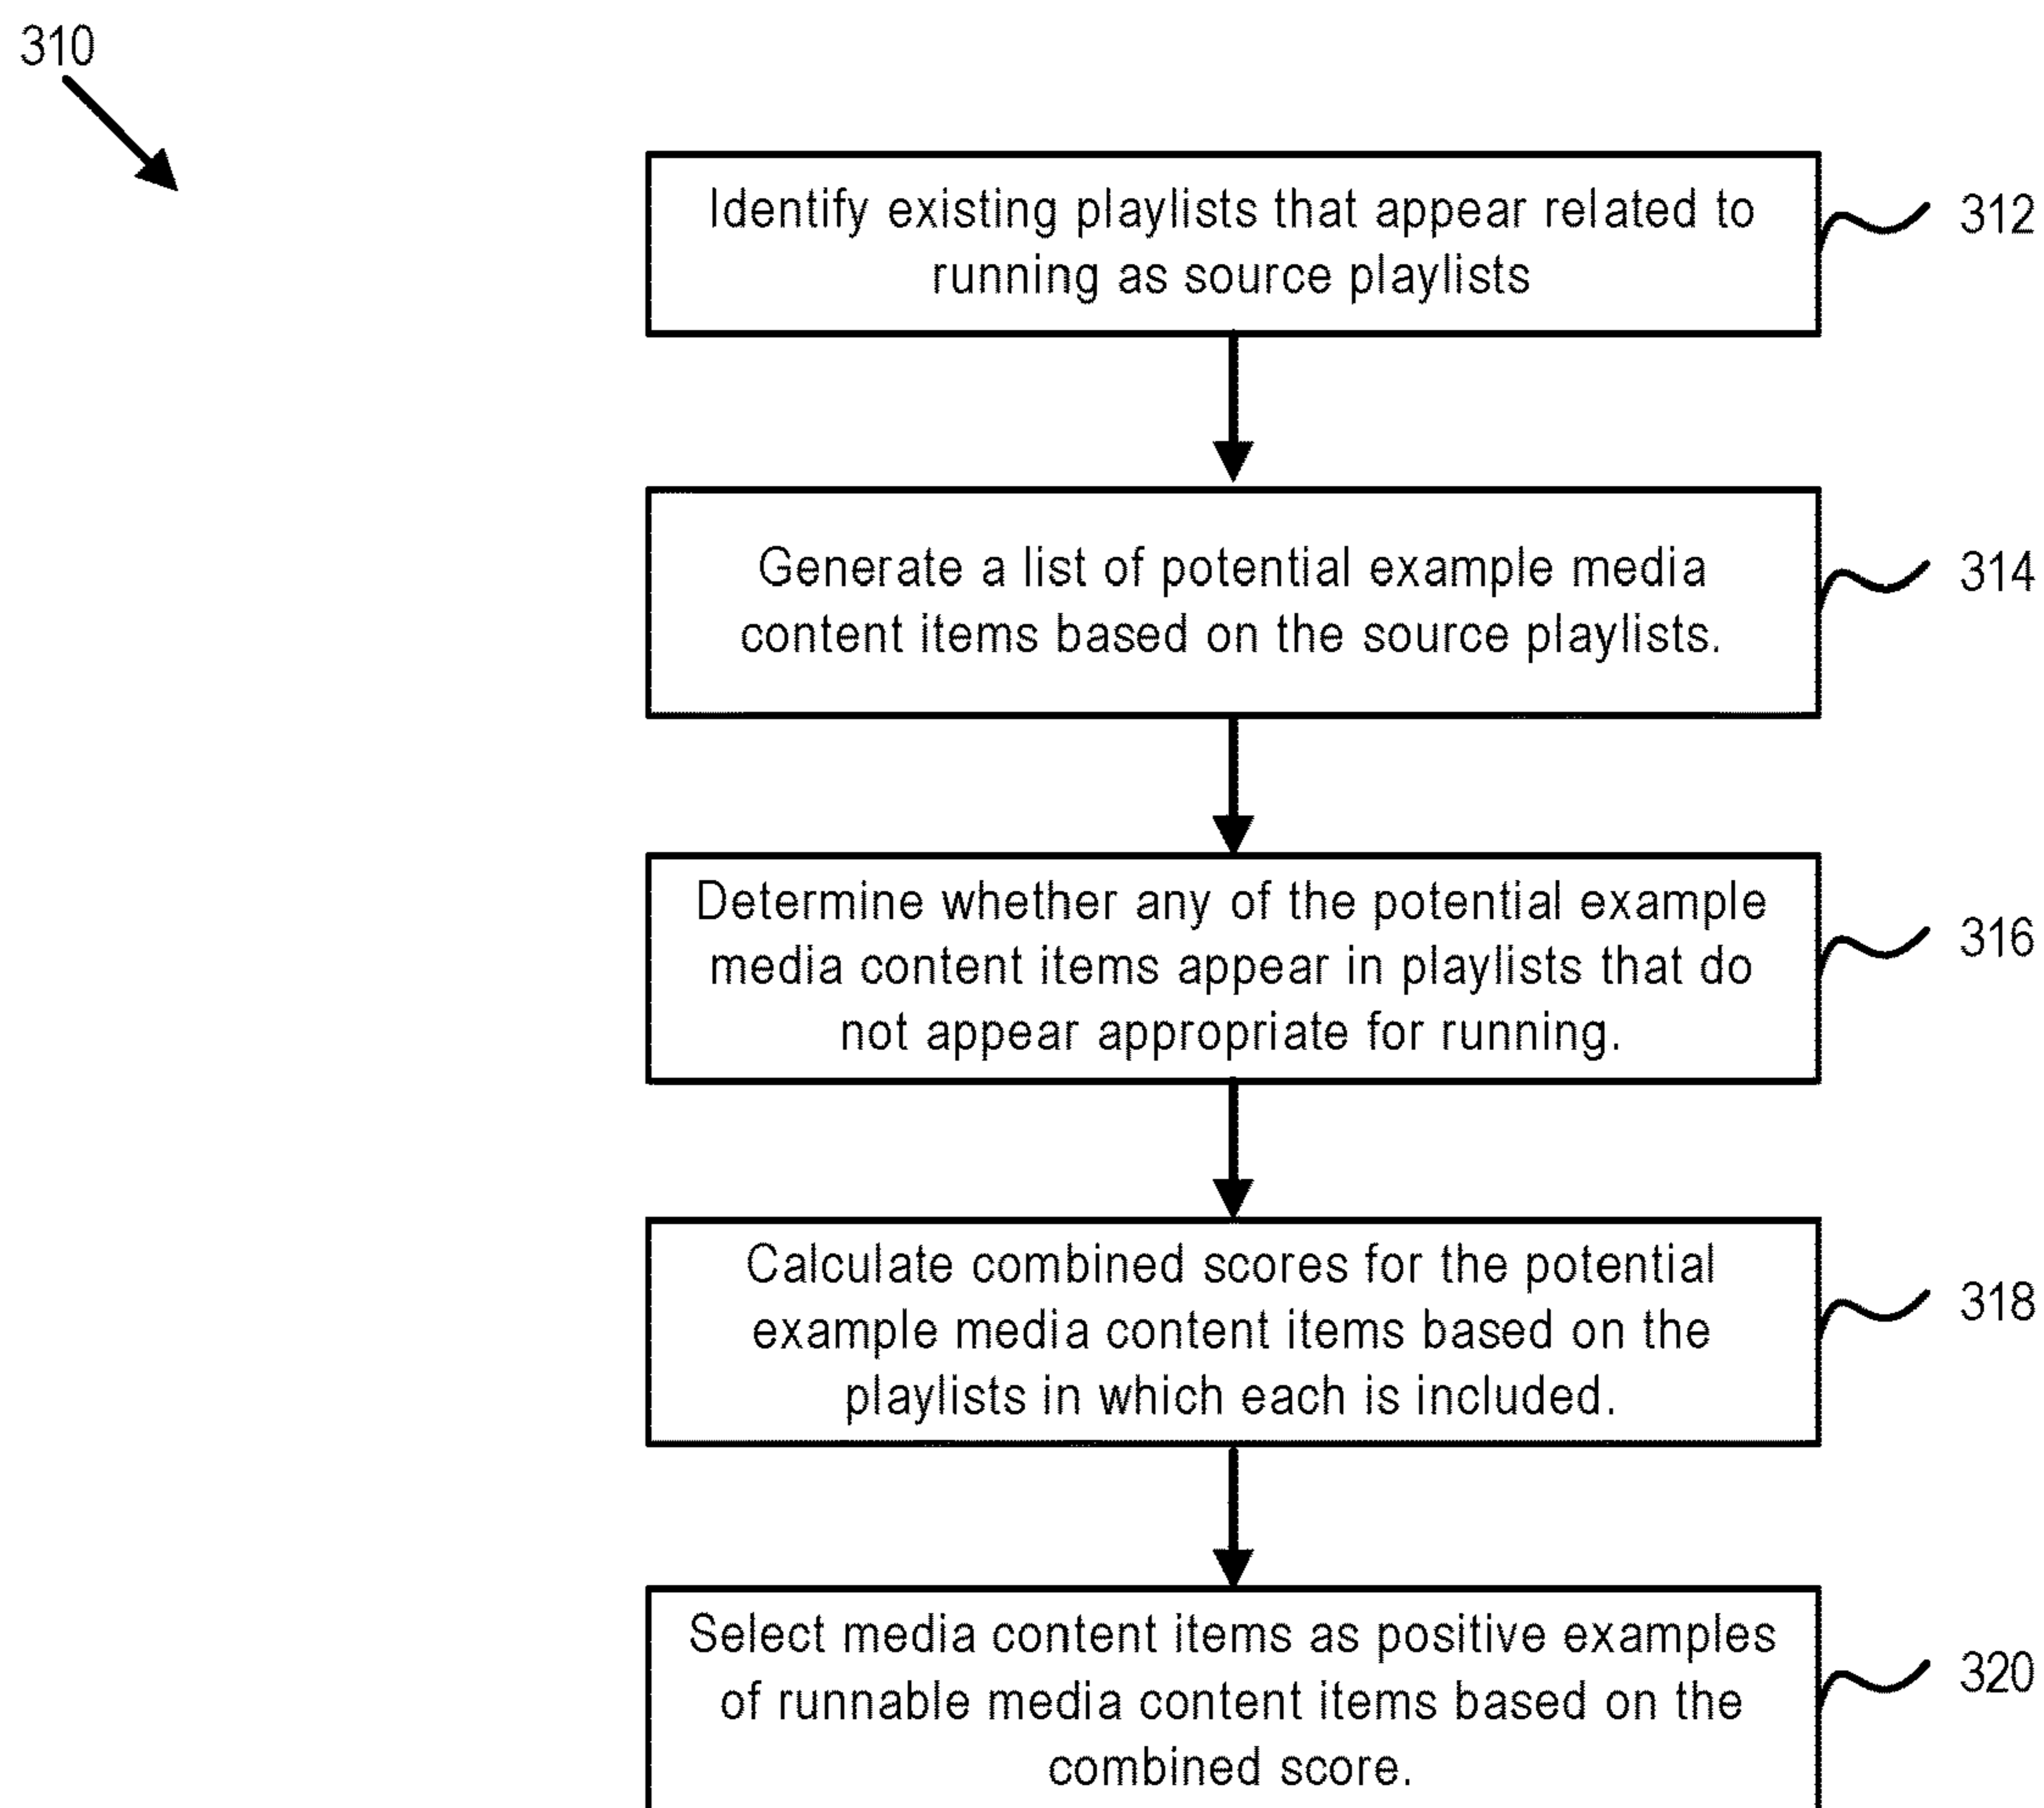 310
Identify existing playlists that appear related to
running as source playlists
312
Generate a list of potential example media
content items based on the source playlists.
314
Determine whether any of the potential example
media content items appear in playlists that do
not appear appropriate for running.
316
Calculate combined scores for the potential
example media content items based on the
playlists in which each is included.
318
Select media content items as positive examples
of runnable media content items based on the
combined score.
320